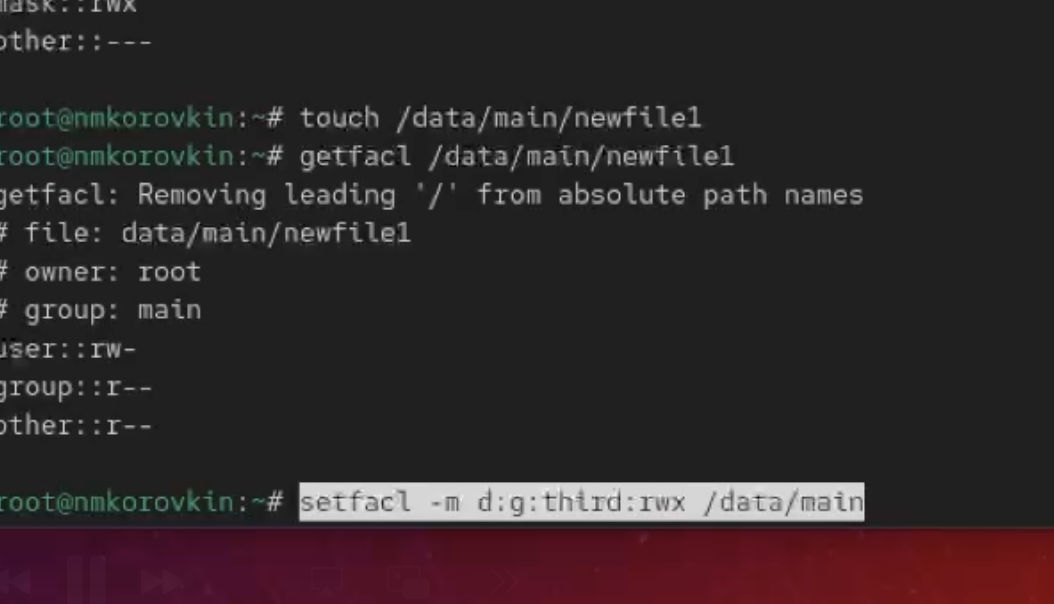 mask::rwx
other::---
root@nmkorovkin:~# touch /data/main/newfile1
root@nmkorovkin:~# getfacl /data/main/newfile1
getfacl: Removing leading '/' from absolute path names
# file: data/main/newfile1
# owner: root
# group: main
user::rw-
group::r--
other::r--
root@nmkorovkin:~# setfacl -m d:g:third:rwx /data/main